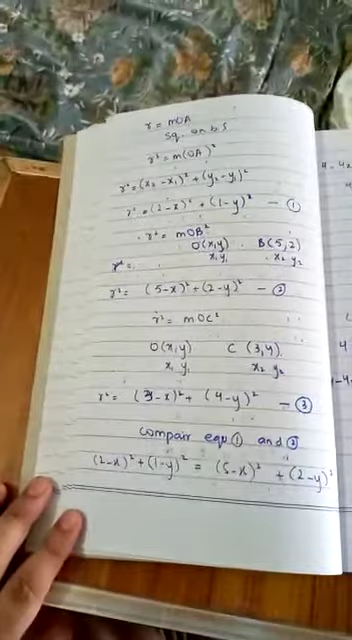 r = mOA
sq. on b s
r² = m(OA)²
r² = (x₂ - x₁)² + (y₂ - y₁)²
r² = (2-x)² + (1-y)² — ①
r² = mOB²
O(x,y) . B(5,2)
x₁ y₁ x₂ y₂
r² =
r² = (5-x)² + (2-y)² — ②
r² = mOC²
O(x,y) C(3,4)
x₁ y₁ x₂ y₂
r² = (3-x)² + (4-y)² — ③
compair equ ① and ②
(2-x)² + (1-y)² = (5-x)² + (2-y)²